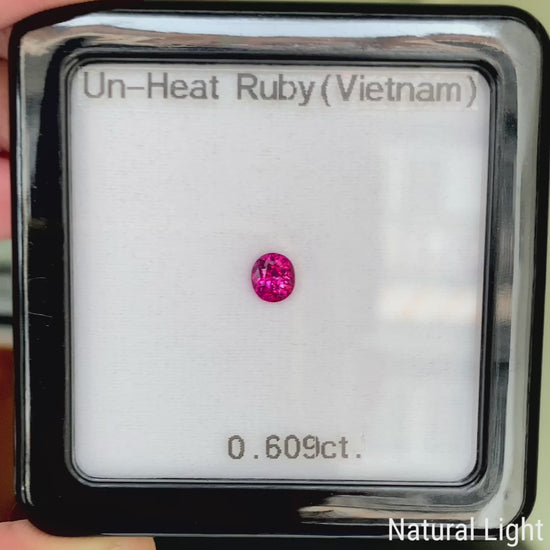 Un-Heat Ruby(Vietnam)
0.609ct.
Natural Light